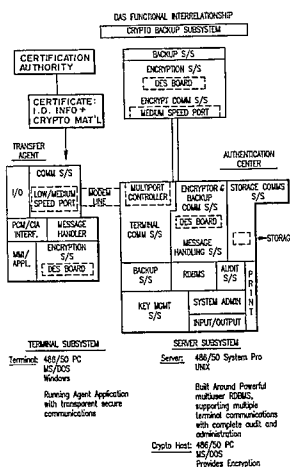 DAS FUNCTIONAL INTERRELATIONSHIP
CRYPTO BACKUP SUBSYSTEM
BACKUP S/S
ENCRYPTION S/S
DES BOARD
ENCRYPT COMM S/S
MEDIUM SPEED PORT
CERTIFICATION
AUTHORITY
CERTIFICATE:
I.D. INFO +
CRYPTO MAT'L
TRANSFER
AGENT
COMM S/S
I/O
LOW/MEDIUM
SPEED PORT
PCM/CIA
INTERF.
MESSAGE
HANDLER
MMI/
APPL.
ENCRYPTION
S/S
DES BOARD
MODEM
LINE
AUTHENTICATION
CENTER
MULTIPORT
CONTROLLER
TERMINAL
COMM S/S
ENCRYPTOR &
BACKUP
COMM S/S
DES BOARD
MESSAGE
HANDLING S/S
STORAGE COMMS
S/S
STORAG
BACKUP
S/S
RDBMS
AUDIT
S/S
PRINT
KEY MGMT
S/S
SYSTEM ADMIN
INPUT/OUTPUT
TERMINAL SUBSYSTEM
Terminal: 486/50 PC
MS/DOS
Windows
Running Agent Application
with transparent secure
communications
SERVER SUBSYSTEM
Server: 486/50 System Pro
UNIX
Built Around Powerful
multiuser RDBMS,
supporting multiple
terminal communications
with complete audit and
administration
Crypto Host: 486/50 PC
MS/DOS
Provides Encryption